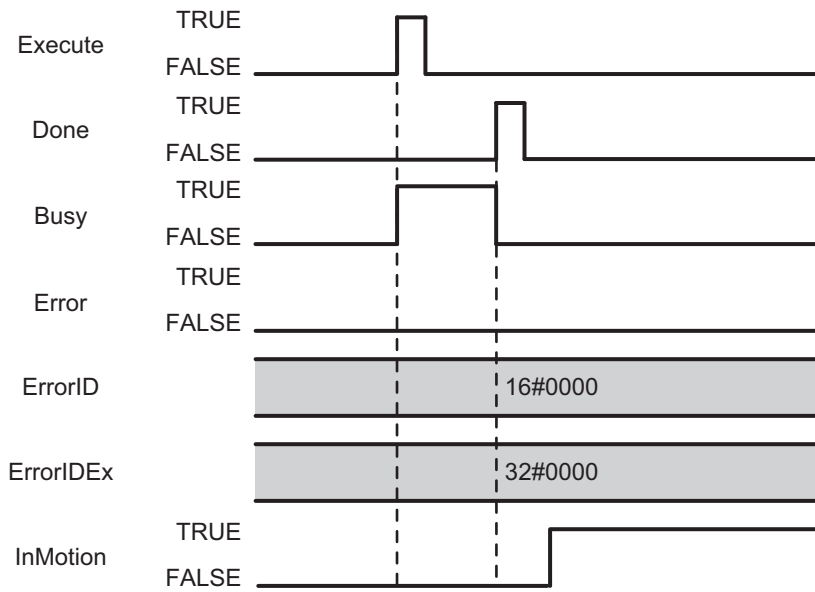 Execute
TRUE
FALSE
Done
TRUE
FALSE
Busy
TRUE
FALSE
Error
TRUE
FALSE
ErrorID
16#0000
ErrorIDEx
32#0000
InMotion
TRUE
FALSE